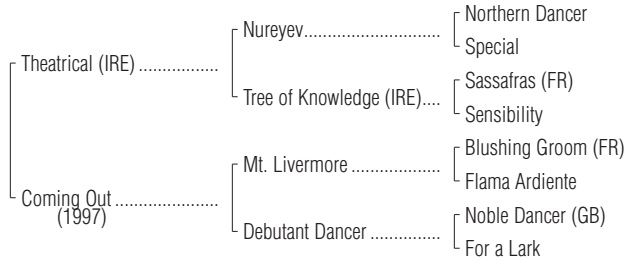 Northern Dancer
Nureyev
Special
Theatrical (IRE)
Sassafras (FR)
Tree of Knowledge (IRE)
Sensibility
Blushing Groom (FR)
Mt. Livermore
Flama Ardiente
Coming Out
(1997)
Noble Dancer (GB)
Debutant Dancer
For a Lark